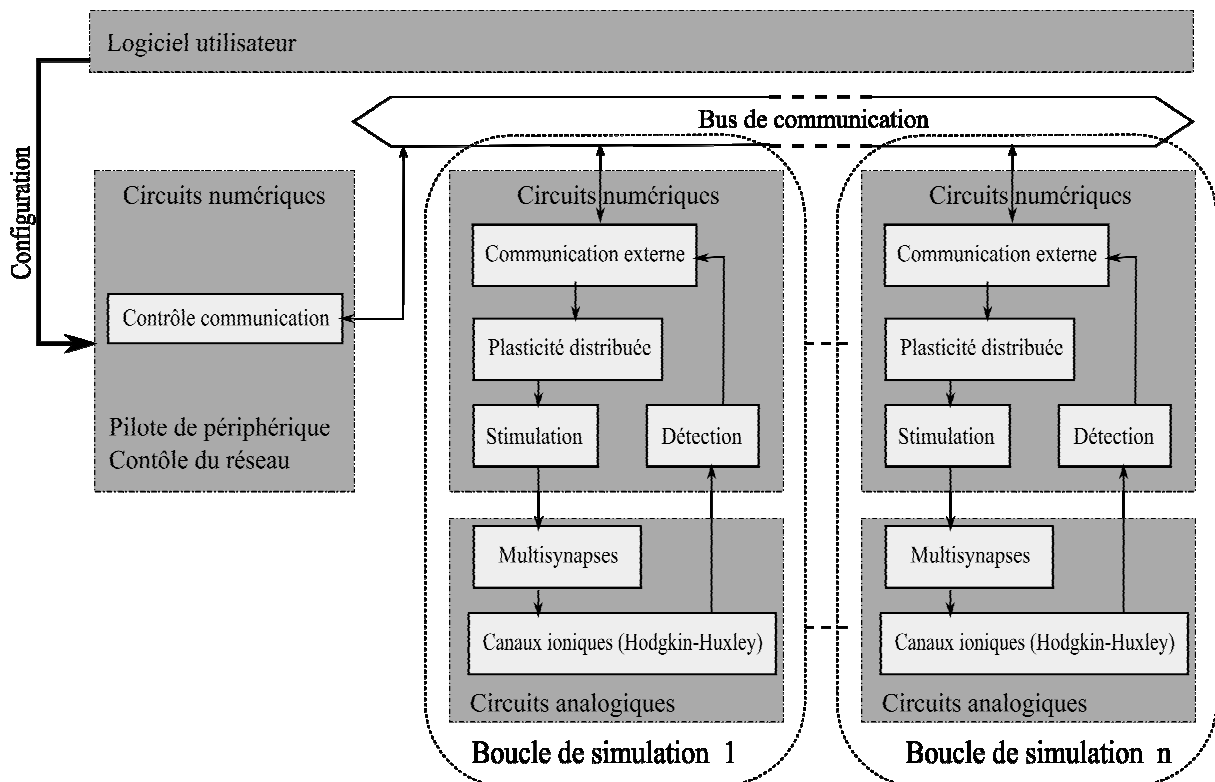 Logiciel utilisateur
Bus de communication
Configuration
Circuits numériques
Contrôle communication
Pilote de périphérique
Contôle du réseau
Circuits numériques
Communication externe
Plasticité distribuée
Stimulation
Détection
Multisynapses
Canaux ioniques (Hodgkin-Huxley)
Circuits analogiques
Boucle de simulation 1
Circuits numériques
Communication externe
Plasticité distribuée
Stimulation
Détection
Multisynapses
Canaux ioniques (Hodgkin-Huxley)
Circuits analogiques
Boucle de simulation n